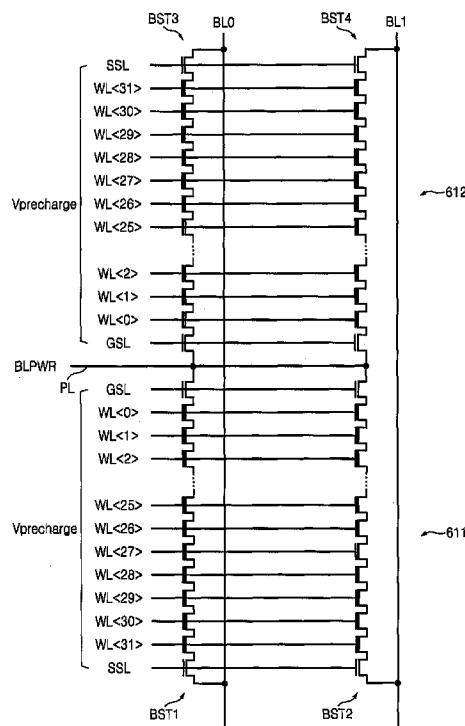 BST3 BL0 BST4 BL1
SSL
WL<31>
WL<30>
WL<29>
WL<28>
WL<27>
Vprecharge
WL<26>
612
WL<25>
WL<2>
WL<1>
WL<0>
GSL
BLPWR
PL
GSL
WL<0>
WL<1>
WL<2>
WL<25>
Vprecharge
WL<26>
611
WL<27>
WL<28>
WL<29>
WL<30>
WL<31>
SSL
BST1 BST2